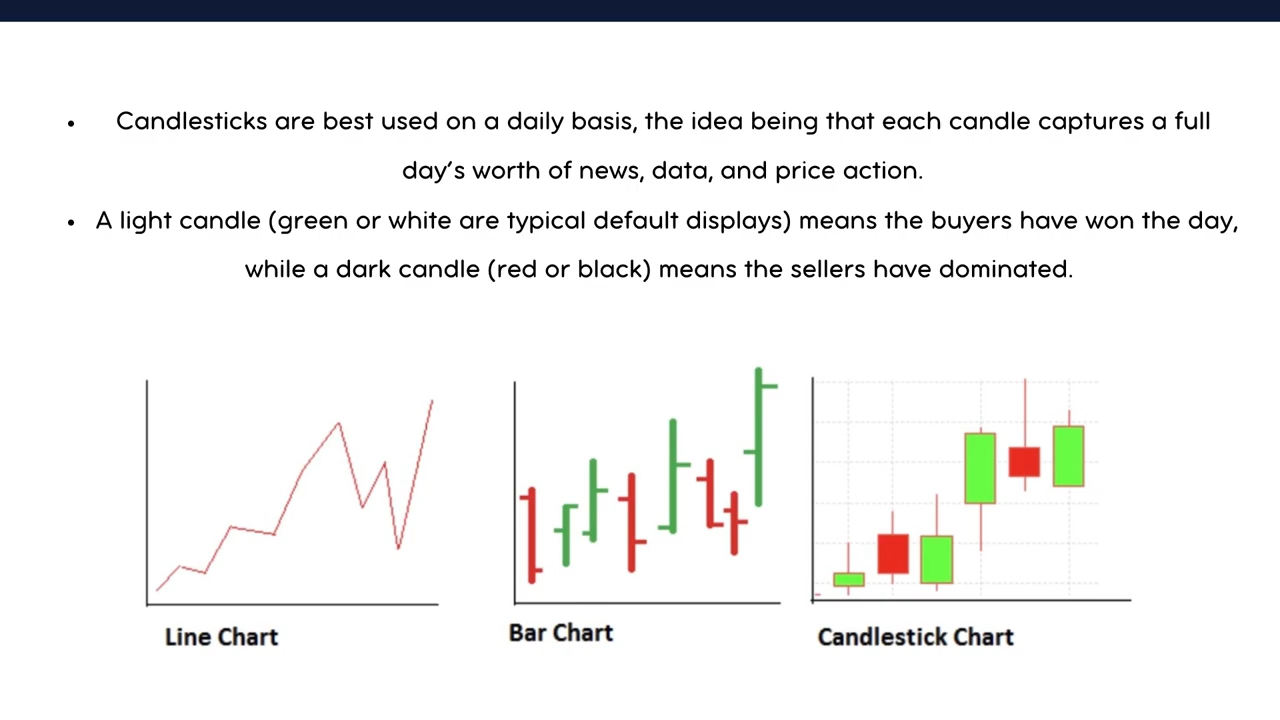 • Candlesticks are best used on a daily basis, the idea being that each candle captures a full
day's worth of news, data, and price action.
• A light candle (green or white are typical default displays) means the buyers have won the day,
while a dark candle (red or black) means the sellers have dominated.
Line Chart
Bar Chart
Candlestick Chart